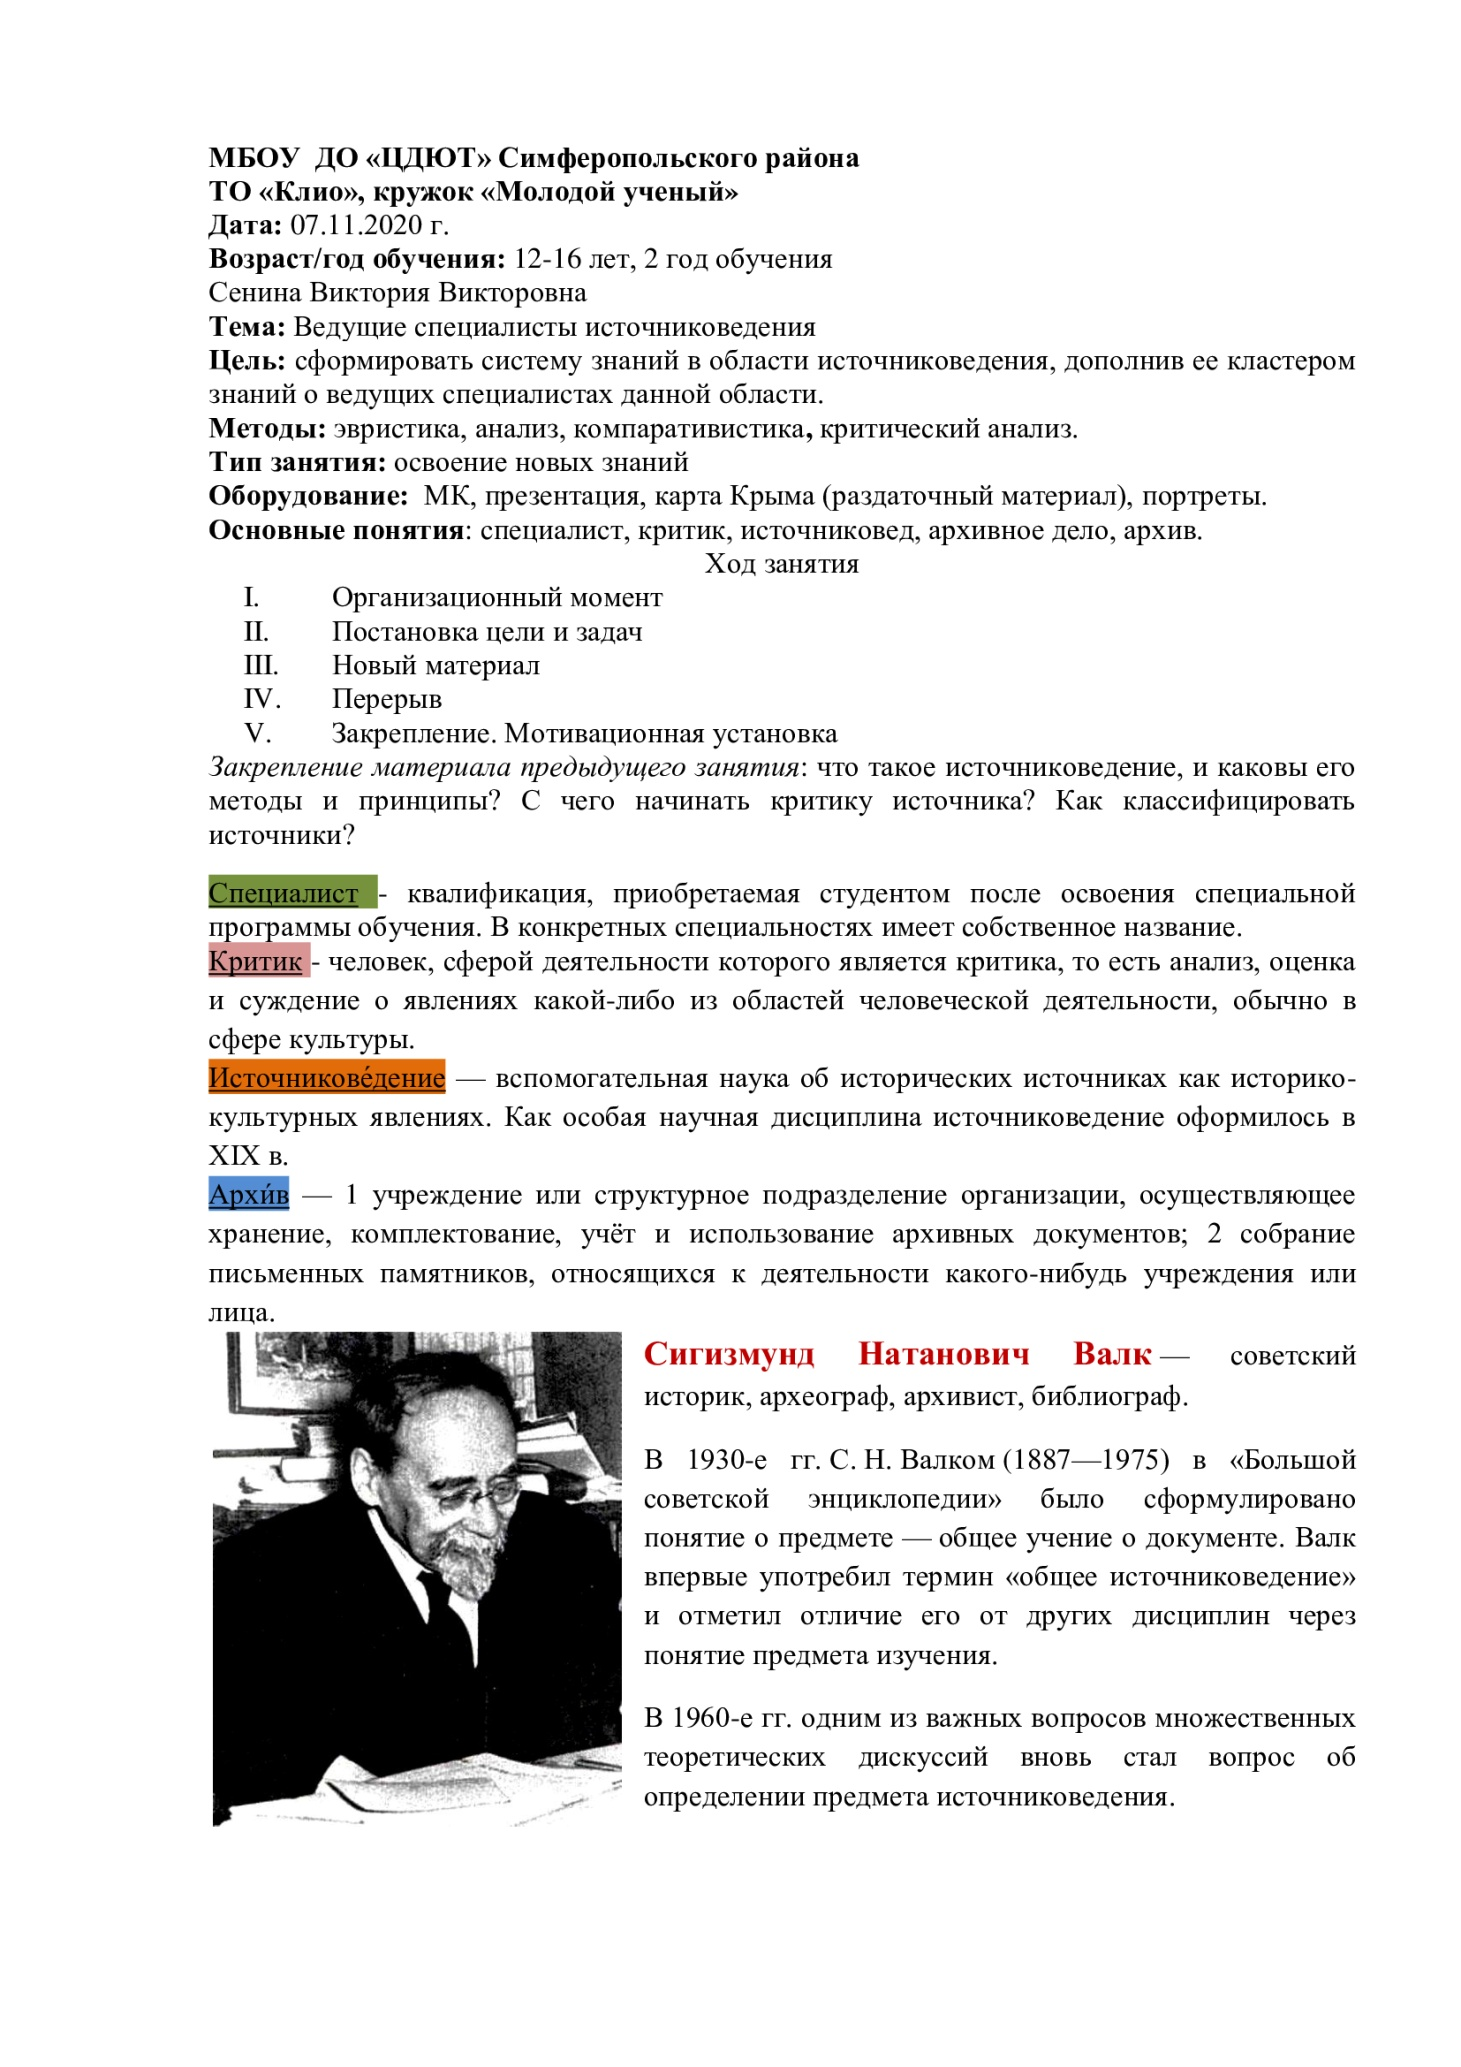 МБОУ ДО «ЦДЮТ» Симферопольского района
ТО «Клио», кружок «Молодой ученый»
Дата: 07.11.2020 г.
Возраст/год обучения: 12-16 лет, 2 год обучения
Сенина Виктория Викторовна
Тема: Ведущие специалисты источниковедения
Цель: сформировать систему знаний в области источниковедения, дополнив ее кластером
знаний о ведущих специалистах данной области.
Методы: эвристика, анализ, компаративистика, критический анализ.
Тип занятия: освоение новых знаний
Оборудование: МК, презентация, карта Крыма (раздаточный материал), портреты.
Основные понятия: специалист, критик, источниковед, архивное дело, архив.
Ход занятия
I. Организационный момент
II. Постановка цели и задач
III. Новый материал
IV. Перерыв
V. Закрепление. Мотивационная установка
Закрепление материала предыдущего занятия: что такое источниковедение, и каковы его
методы и принципы? С чего начинать критику источника? Как классифицировать
источники?
Специалист - квалификация, приобретаемая студентом после освоения специальной
программы обучения. В конкретных специальностях имеет собственное название.
Критик - человек, сферой деятельности которого является критика, то есть анализ, оценка
и суждение о явлениях какой-либо из областей человеческой деятельности, обычно в
сфере культуры.
Источникове́дение — вспомогательная наука об исторических источниках как историко-
культурных явлениях. Как особая научная дисциплина источниковедение оформилось в
XIX в.
Архи́в — 1 учреждение или структурное подразделение организации, осуществляющее
хранение, комплектование, учёт и использование архивных документов; 2 собрание
письменных памятников, относящихся к деятельности какого-нибудь учреждения или
лица.
Сигизмунд Натанович Валк — советский
историк, археограф, архивист, библиограф.
В 1930-е гг. С. Н. Валком (1887—1975) в «Большой
советской энциклопедии» было сформулировано
понятие о предмете — общее учение о документе. Валк
впервые употребил термин «общее источниковедение»
и отметил отличие его от других дисциплин через
понятие предмета изучения.
В 1960-е гг. одним из важных вопросов множественных
теоретических дискуссий вновь стал вопрос об
определении предмета источниковедения.